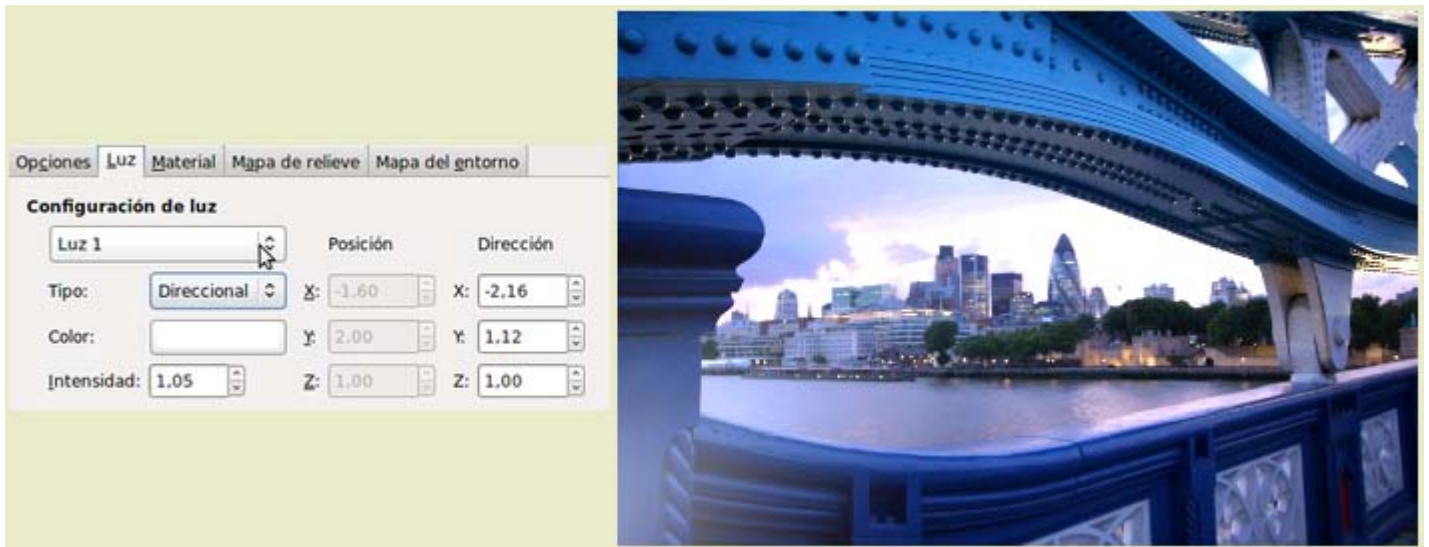 Opciones Luz Material Mapa de relieve Mapa del entorno
Configuración de luz
Luz 1 Posición Dirección
Tipo: Direccional X: -1.60 X: -2,16
Color: Y: 2.00 Y: 1.12
Intensidad: 1,05 Z: 1.00 Z: 1,00